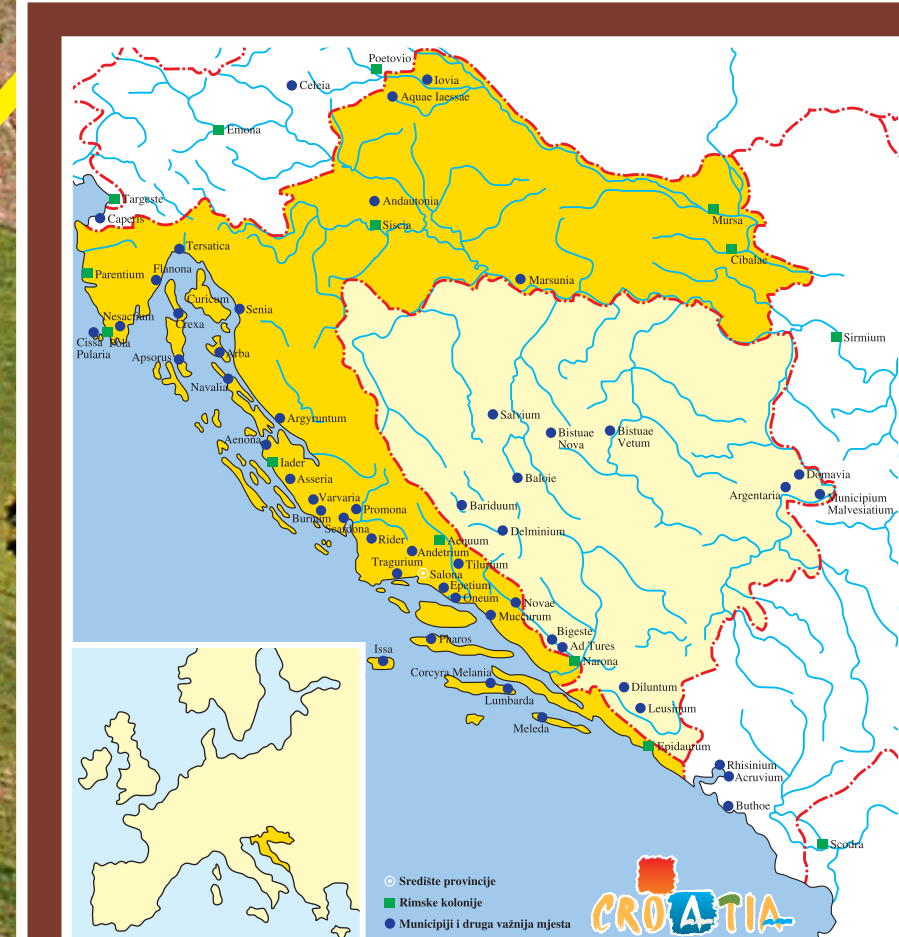 Poetovio
Celeia
Iovia
Aquae Iaessae
Emona
Targeste
Caperis
Andautonia
Siscia
Mursa
Cibalae
Tersatica
Parentium
Flanona
Marsunia
Curicum
Senia
Nesactium
Crexa
Cissa
Pularia
Pola
Sirmium
Apsorus
Arba
Navalia
Argyruntum
Salvium
Bistuae
Nova
Bistuae
Vetum
Aenona
Iader
Asseria
Baloie
Domavia
Argentaria
Municipium
Malvesiatium
Varvaria
Promona
Burnum
Scardona
Bariduum
Rider
Aequum
Delminium
Andetrium
Tragurium
Tilurium
Salona
Epetium
Oneum
Novae
Muccurum
Pharos
Bigeste
Ad Tures
Issa
Narona
Corcyra Melania
Lumbarda
Diluntum
Leusinum
Meleda
Epidaurum
Rhisinium
Acruvium
Buthoe
Scodra
Središte provincije
Rimske kolonije
Municipiji i druga važnija mjesta
CROATIA